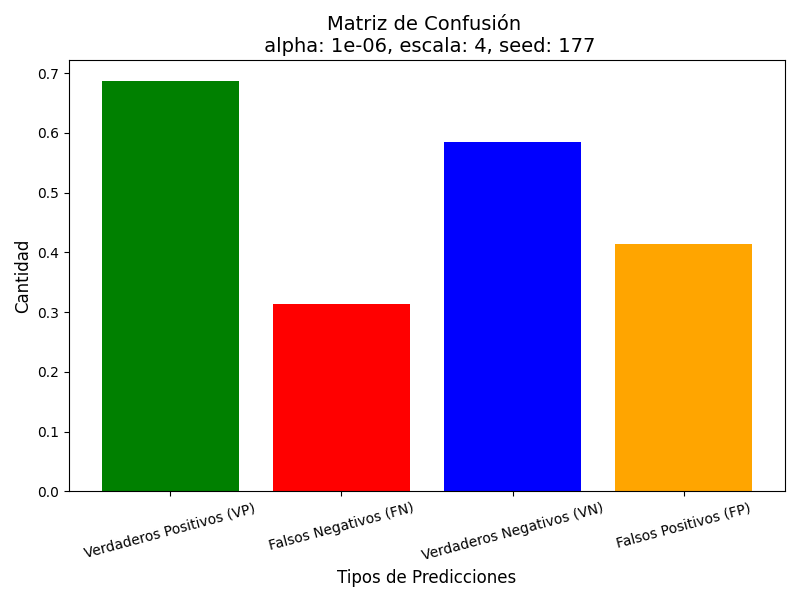 Matriz de Confusión
alpha: 1e-06, escala: 4, seed: 177
Cantidad
0.7
0.6
0.5
0.4
0.3
0.2
0.1
0.0
Verdaderos Positivos (VP)
Falsos Negativos (FN)
Verdaderos Negativos (VN)
Falsos Positivos (FP)
Tipos de Predicciones